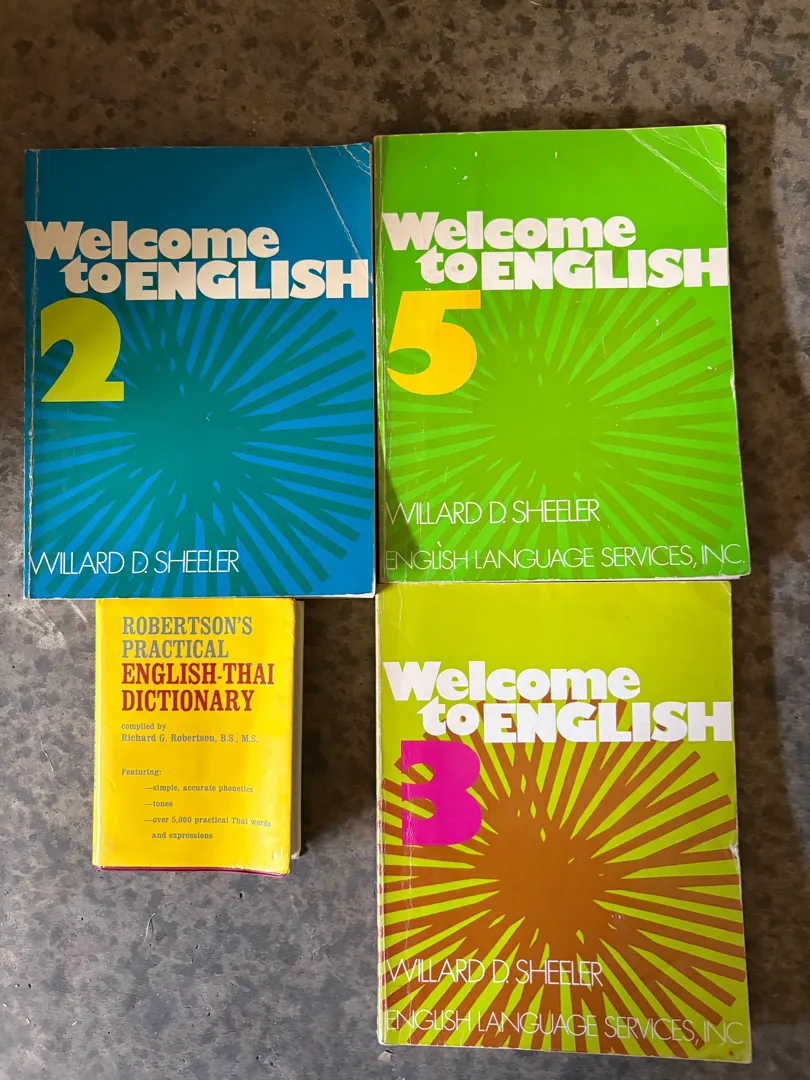 Welcome
to ENGLISH
2
WILLARD D. SHEELER
Welcome
to ENGLISH
5
WILLARD D. SHEELER
ENGLISH LANGUAGE SERVICES, INC.
ROBERTSON'S
PRACTICAL
ENGLISH-THAI
DICTIONARY
compiled by
Richard G. Robertson, B.S., M.S.
Featuring:
—simple, accurate phonetics
—tones
—over 5,000 practical Thai words
and expressions
Welcome
to ENGLISH
3
WILLARD D. SHEELER
ENGLISH LANGUAGE SERVICES, INC